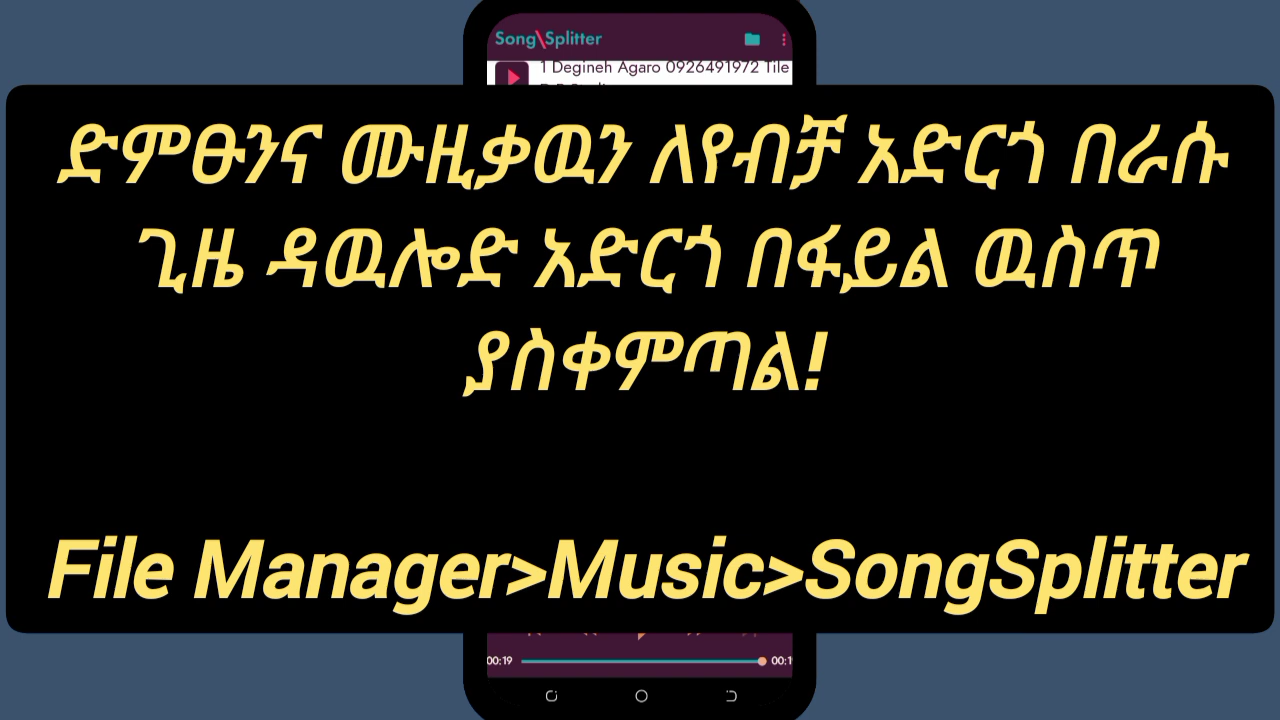 Song\Splitter
1 Degineh Agaro 0926491972 Tile
ድምፁንና ሙዚቃዉን ለየብቻ አድርጎ በራሱ
ጊዜ ዳዉሎድ አድርጎ በፋይል ዉስጥ
ያስቀምጣል!
File Manager>Music>SongSplitter
00:19